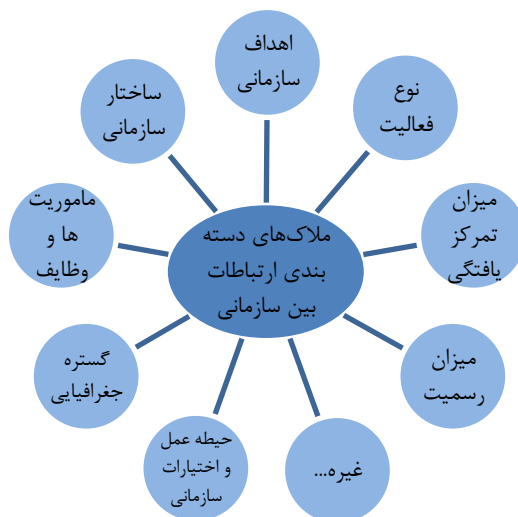 اهداف
سازمانی
نوع
فعالیت
میزان
تمرکز
یافتگی
میزان
رسمیت
غیره...
حیطه عمل
و اختیارات
سازمانی
گستره
جغرافیایی
ماموریت
ها و
وظایف
ساختار
سازمانی
ملاک‌های دسته
بندی ارتباطات
بین سازمانی